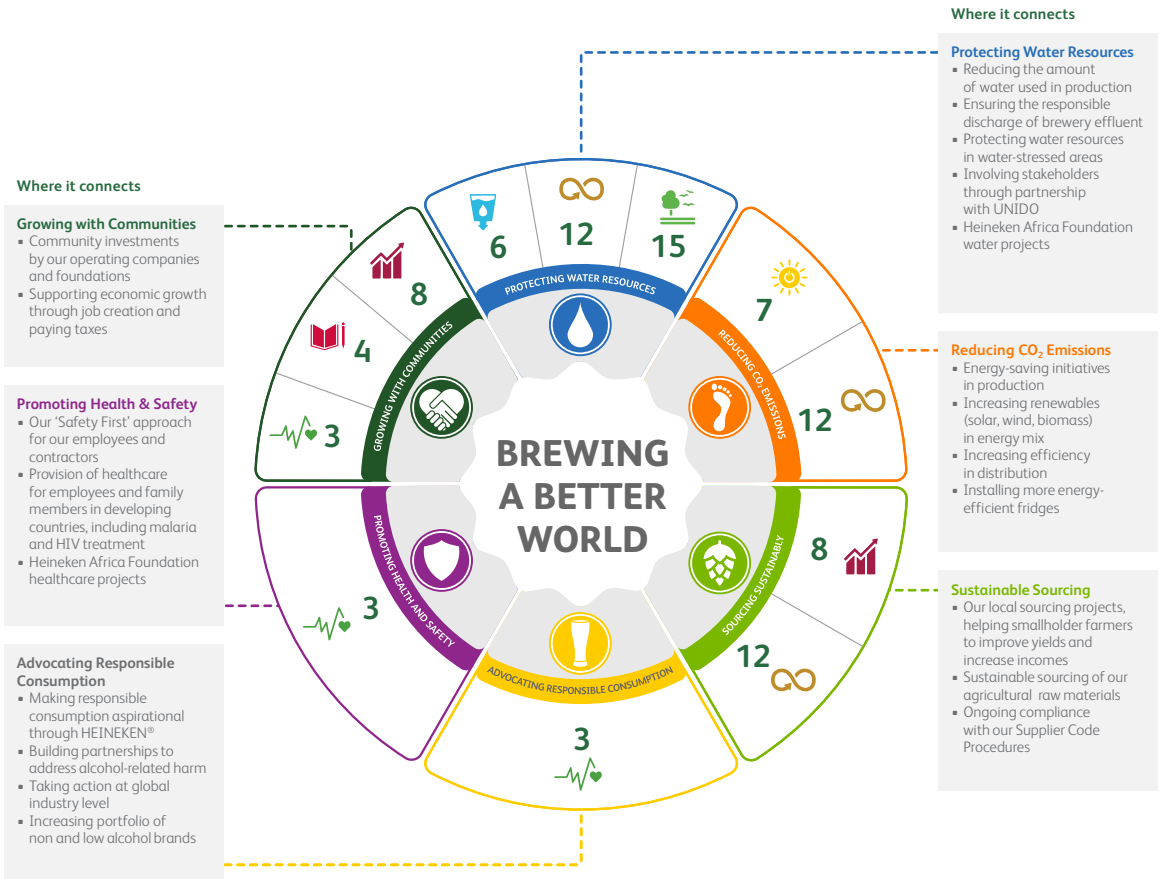 Where it connects
Growing with Communities
▪ Community investments
by our operating companies
and foundations
▪ Supporting economic growth
through job creation and
paying taxes
Promoting Health & Safety
▪ Our ‘Safety First’ approach
for our employees and
contractors
▪ Provision of healthcare
for employees and family
members in developing
countries, including malaria
and HIV treatment
▪ Heineken Africa Foundation
healthcare projects
Advocating Responsible
Consumption
▪ Making responsible
consumption aspirational
through HEINEKEN®
▪ Building partnerships to
address alcohol-related harm
▪ Taking action at global
industry level
▪ Increasing portfolio of
non and low alcohol brands
6
12
15
PROTECTING WATER RESOURCES
7
12
REDUCING CO₂ EMISSIONS
8
12
SOURCING SUSTAINABLY
3
ADVOCATING RESPONSIBLE CONSUMPTION
3
PROMOTING HEALTH AND SAFETY
3
4
8
GROWING WITH COMMUNITIES
BREWING
A BETTER
WORLD
Where it connects
Protecting Water Resources
▪ Reducing the amount
of water used in production
▪ Ensuring the responsible
discharge of brewery effluent
▪ Protecting water resources
in water-stressed areas
▪ Involving stakeholders
through partnership
with UNIDO
▪ Heineken Africa Foundation
water projects
Reducing CO₂ Emissions
▪ Energy-saving initiatives
in production
▪ Increasing renewables
(solar, wind, biomass)
in energy mix
▪ Increasing efficiency
in distribution
▪ Installing more energy-
efficient fridges
Sustainable Sourcing
▪ Our local sourcing projects,
helping smallholder farmers
to improve yields and
increase incomes
▪ Sustainable sourcing of our
agricultural raw materials
▪ Ongoing compliance
with our Supplier Code
Procedures